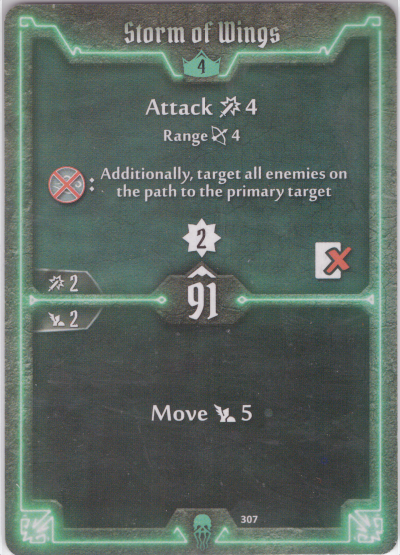 Storm of Wings
4
Attack 4
Range 4
: Additionally, target all enemies on
the path to the primary target
2
2
91
2
Move 5
307